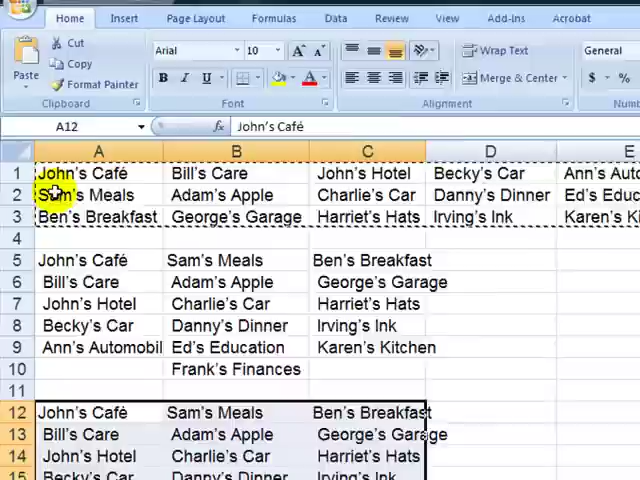 Home Insert Page Layout Formulas Data Review View Add-Ins Acrobat
Cut
Copy
Format Painter
Paste
Clipboard
Arial 10 A A
B I U A
Font
Wrap Text
Merge & Center
Alignment
General
$ %
A12 fx John's Café
A B C D E
1 John's Café Bill's Care John's Hotel Becky's Car Ann's Auto
2 Sam's Meals Adam's Apple Charlie's Car Danny's Dinner Ed's Educa
3 Ben's Breakfast George's Garage Harriet's Hats Irving's Ink Karen's Ki
4
5 John's Café Sam's Meals Ben's Breakfast
6 Bill's Care Adam's Apple George's Garage
7 John's Hotel Charlie's Car Harriet's Hats
8 Becky's Car Danny's Dinner Irving's Ink
9 Ann's Automobil Ed's Education Karen's Kitchen
10 Frank's Finances
11
12 John's Café Sam's Meals Ben's Breakfast
13 Bill's Care Adam's Apple George's Garage
14 John's Hotel Charlie's Car Harriet's Hats
15 Becky's Car Danny's Dinner Irving's Ink